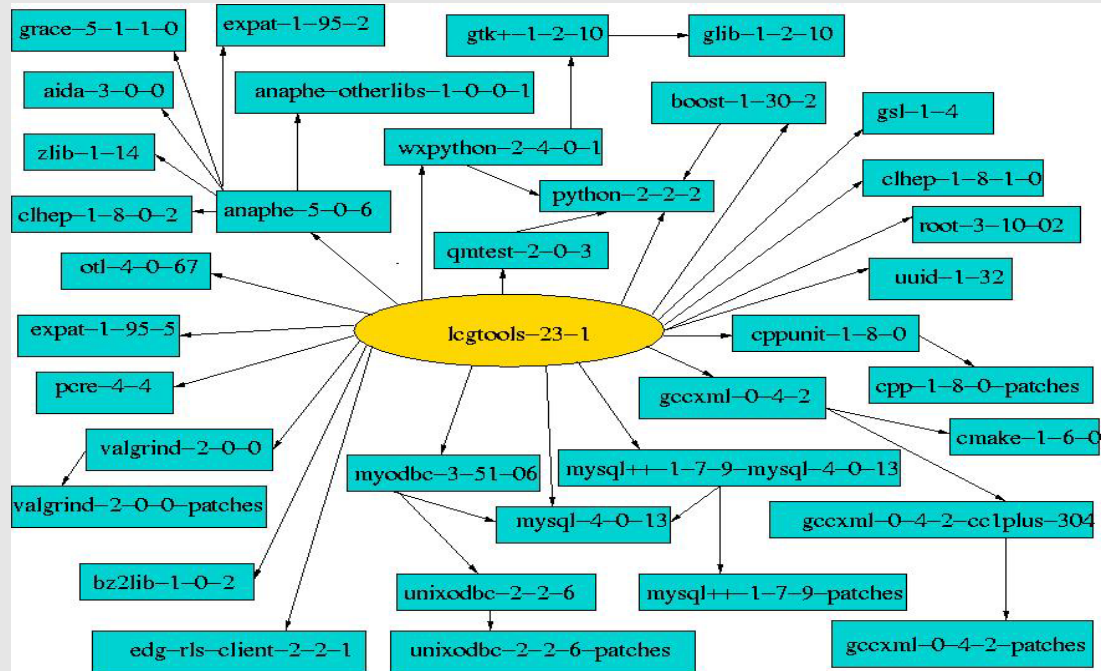 grace-5-1-1-0
expat-1-95-2
gtk+-1-2-10
glib-1-2-10
aida-3-0-0
anaphe-otherlibs-1-0-0-1
boost-1-30-2
gsl-1-4
zlib-1-14
wxpython-2-4-0-1
clhep-1-8-1-0
clhep-1-8-0-2
anaphe-5-0-6
python-2-2-2
root-3-10-02
otl-4-0-67
qmtest-2-0-3
uuid-1-32
expat-1-95-5
lcgtools-23-1
cppunit-1-8-0
pcre-4-4
gccxml-0-4-2
cpp-1-8-0-patches
valgrind-2-0-0
cmake-1-6-0
myodbc-3-51-06
mysql++-1-7-9-mysql-4-0-13
valgrind-2-0-0-patches
mysql-4-0-13
gccxml-0-4-2-cc1plus-304
bz2lib-1-0-2
unixodbc-2-2-6
mysql++-1-7-9-patches
edg-rls-client-2-2-1
unixodbc-2-2-6-patches
gccxml-0-4-2-patches